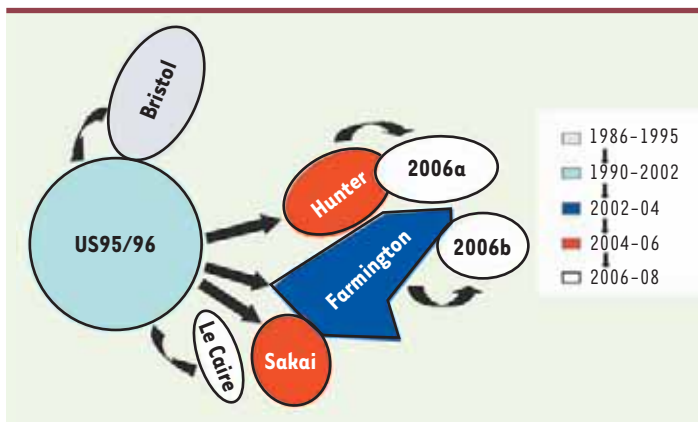 Bristol
US95/96
Hunter
2006a
Farmington
2006b
Le Caire
Sakai
1986-1995
1990-2002
2002-04
2004-06
2006-08